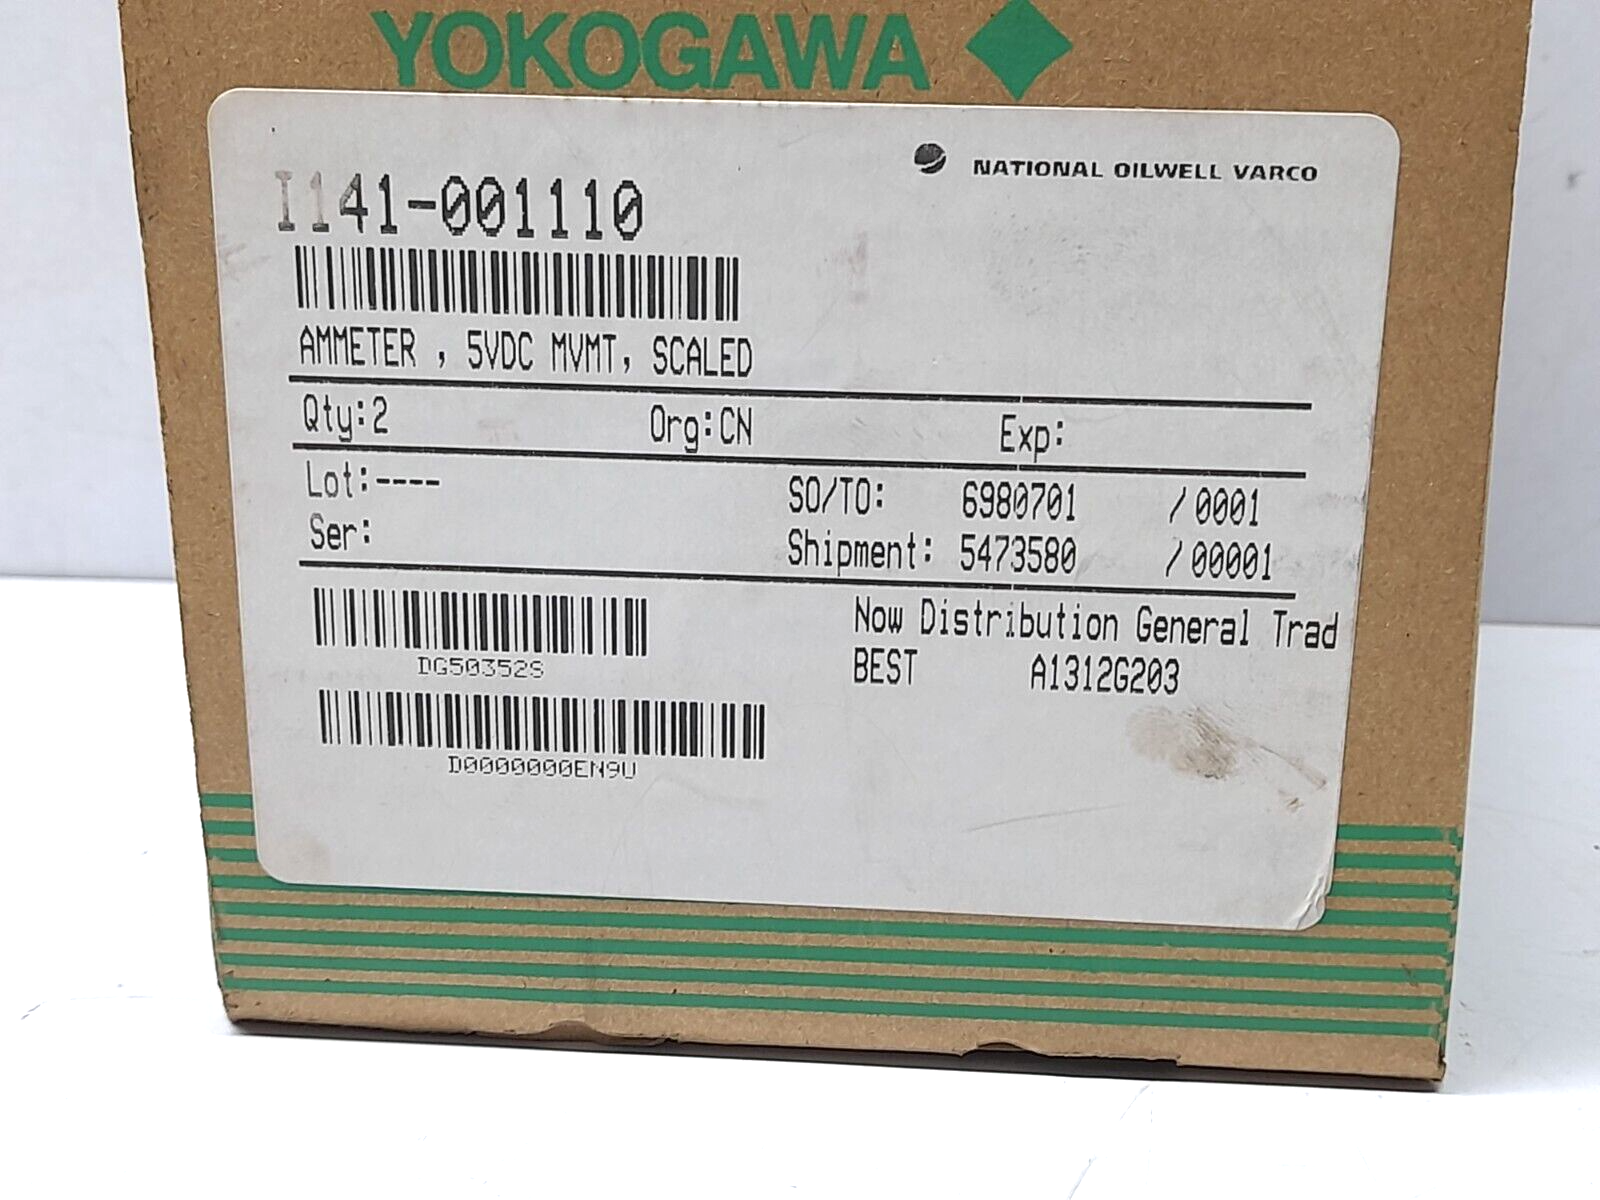 YOKOGAWA
NATIONAL OILWELL VARCO
I141-001110
AMMETER , 5VDC MVMT, SCALED
Qty:2 Org:CN Exp:
Lot:---- SO/TO: 6980701 /0001
Ser: Shipment: 5473580 /00001
Now Distribution General Trad
DG50352S BEST A1312G203
D0000000EN9U